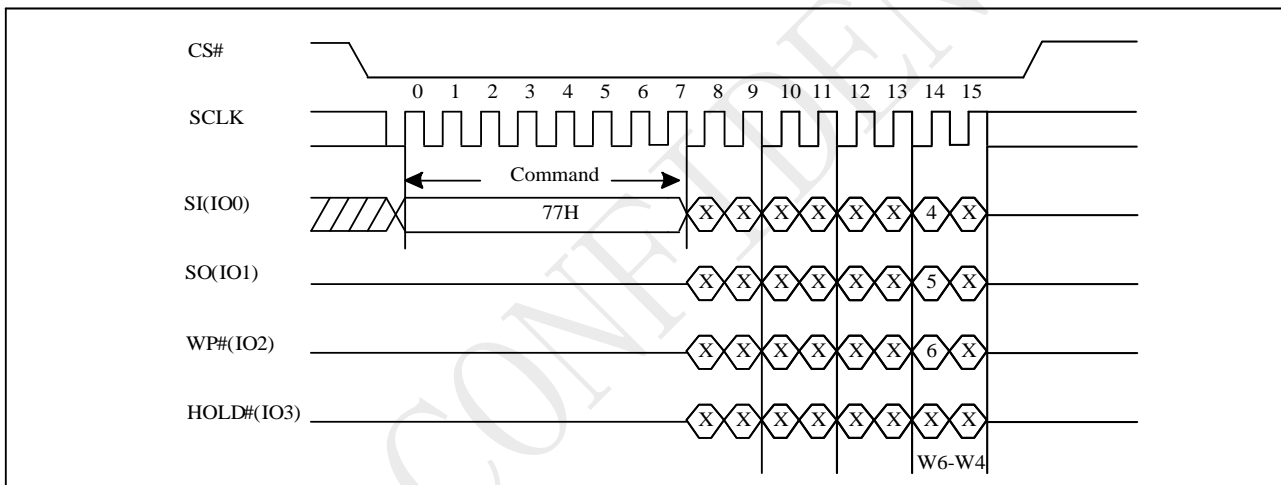 CS#
0 1 2 3 4 5 6 7 8 9 10 11 12 13 14 15
SCLK
Command
SI(IO0)
77H X X X X X X 4 X
SO(IO1)
X X X X X X 5 X
WP#(IO2)
X X X X X X 6 X
HOLD#(IO3)
X X X X X X X X
W6-W4
CONFIDEN